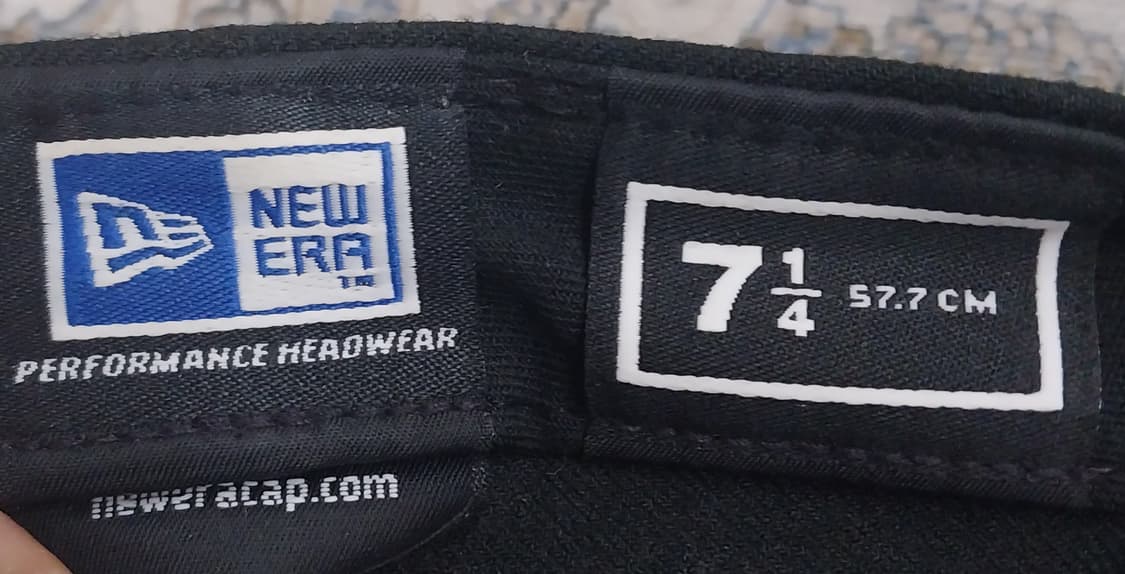 NEW
ERA
TM
PERFORMANCE HEADWEAR
neweracap.com
7 1/4 57.7 CM